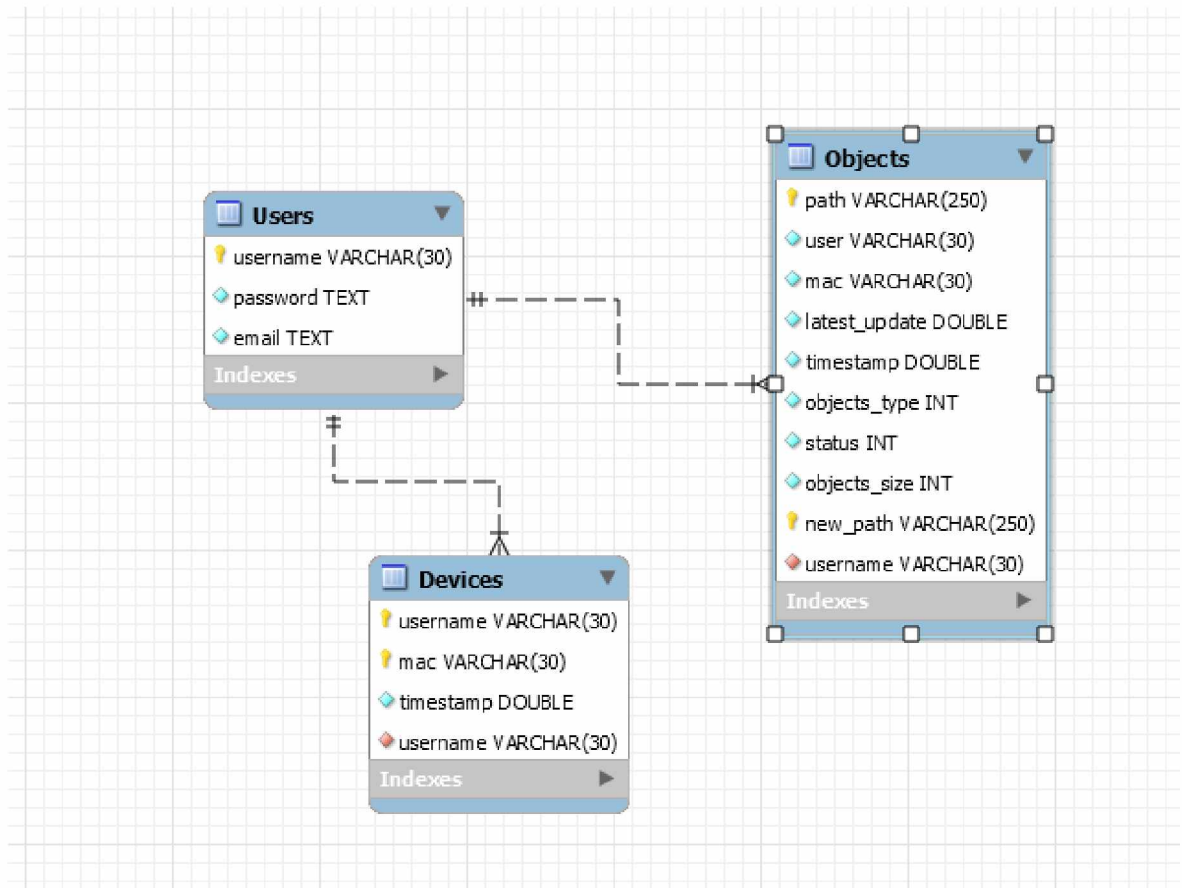 Users
username VARCHAR(30)
password TEXT
email TEXT
Indexes
Objects
path VARCHAR(250)
user VARCHAR(30)
mac VARCHAR(30)
latest_update DOUBLE
timestamp DOUBLE
objects_type INT
status INT
objects_size INT
new_path VARCHAR(250)
username VARCHAR(30)
Indexes
Devices
username VARCHAR(30)
mac VARCHAR(30)
timestamp DOUBLE
username VARCHAR(30)
Indexes